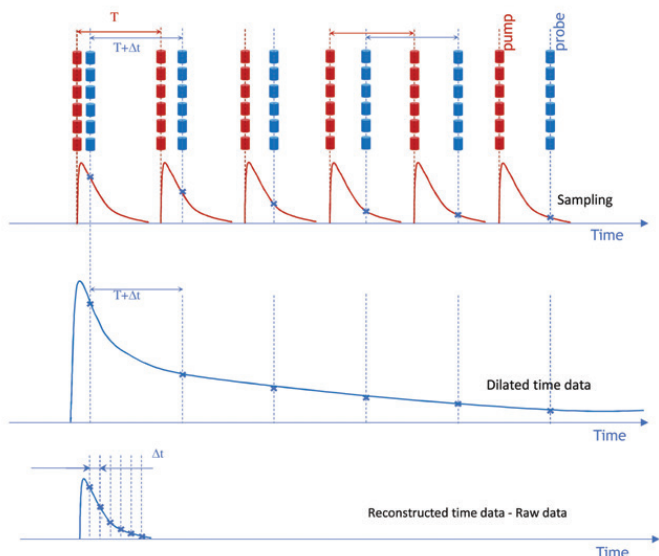 T
T+Δt
pump
probe
Sampling
Time
T+Δt
Dilated time data
Time
Δt
Reconstructed time data - Raw data
Time